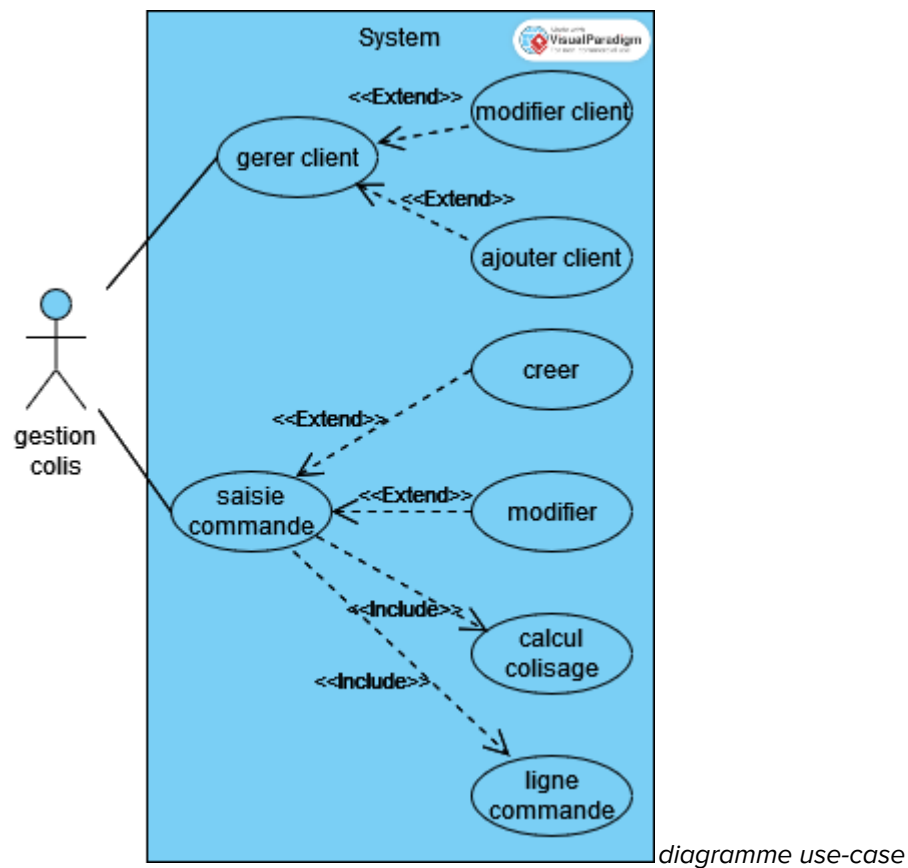 System
VisualParadigm
<<Extend>>
modifier client
gerer client
<<Extend>>
ajouter client
creer
<<Extend>>
gestion
colis
saisie
commande
<<Extend>>
modifier
<<Include>>
calcul
colisage
<<Include>>
ligne
commande
diagramme use-case